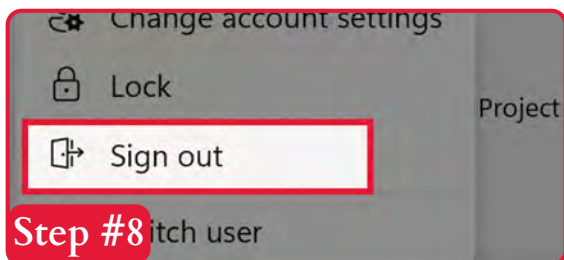 Change account settings
Lock
Project
Sign out
Step #8
itch user